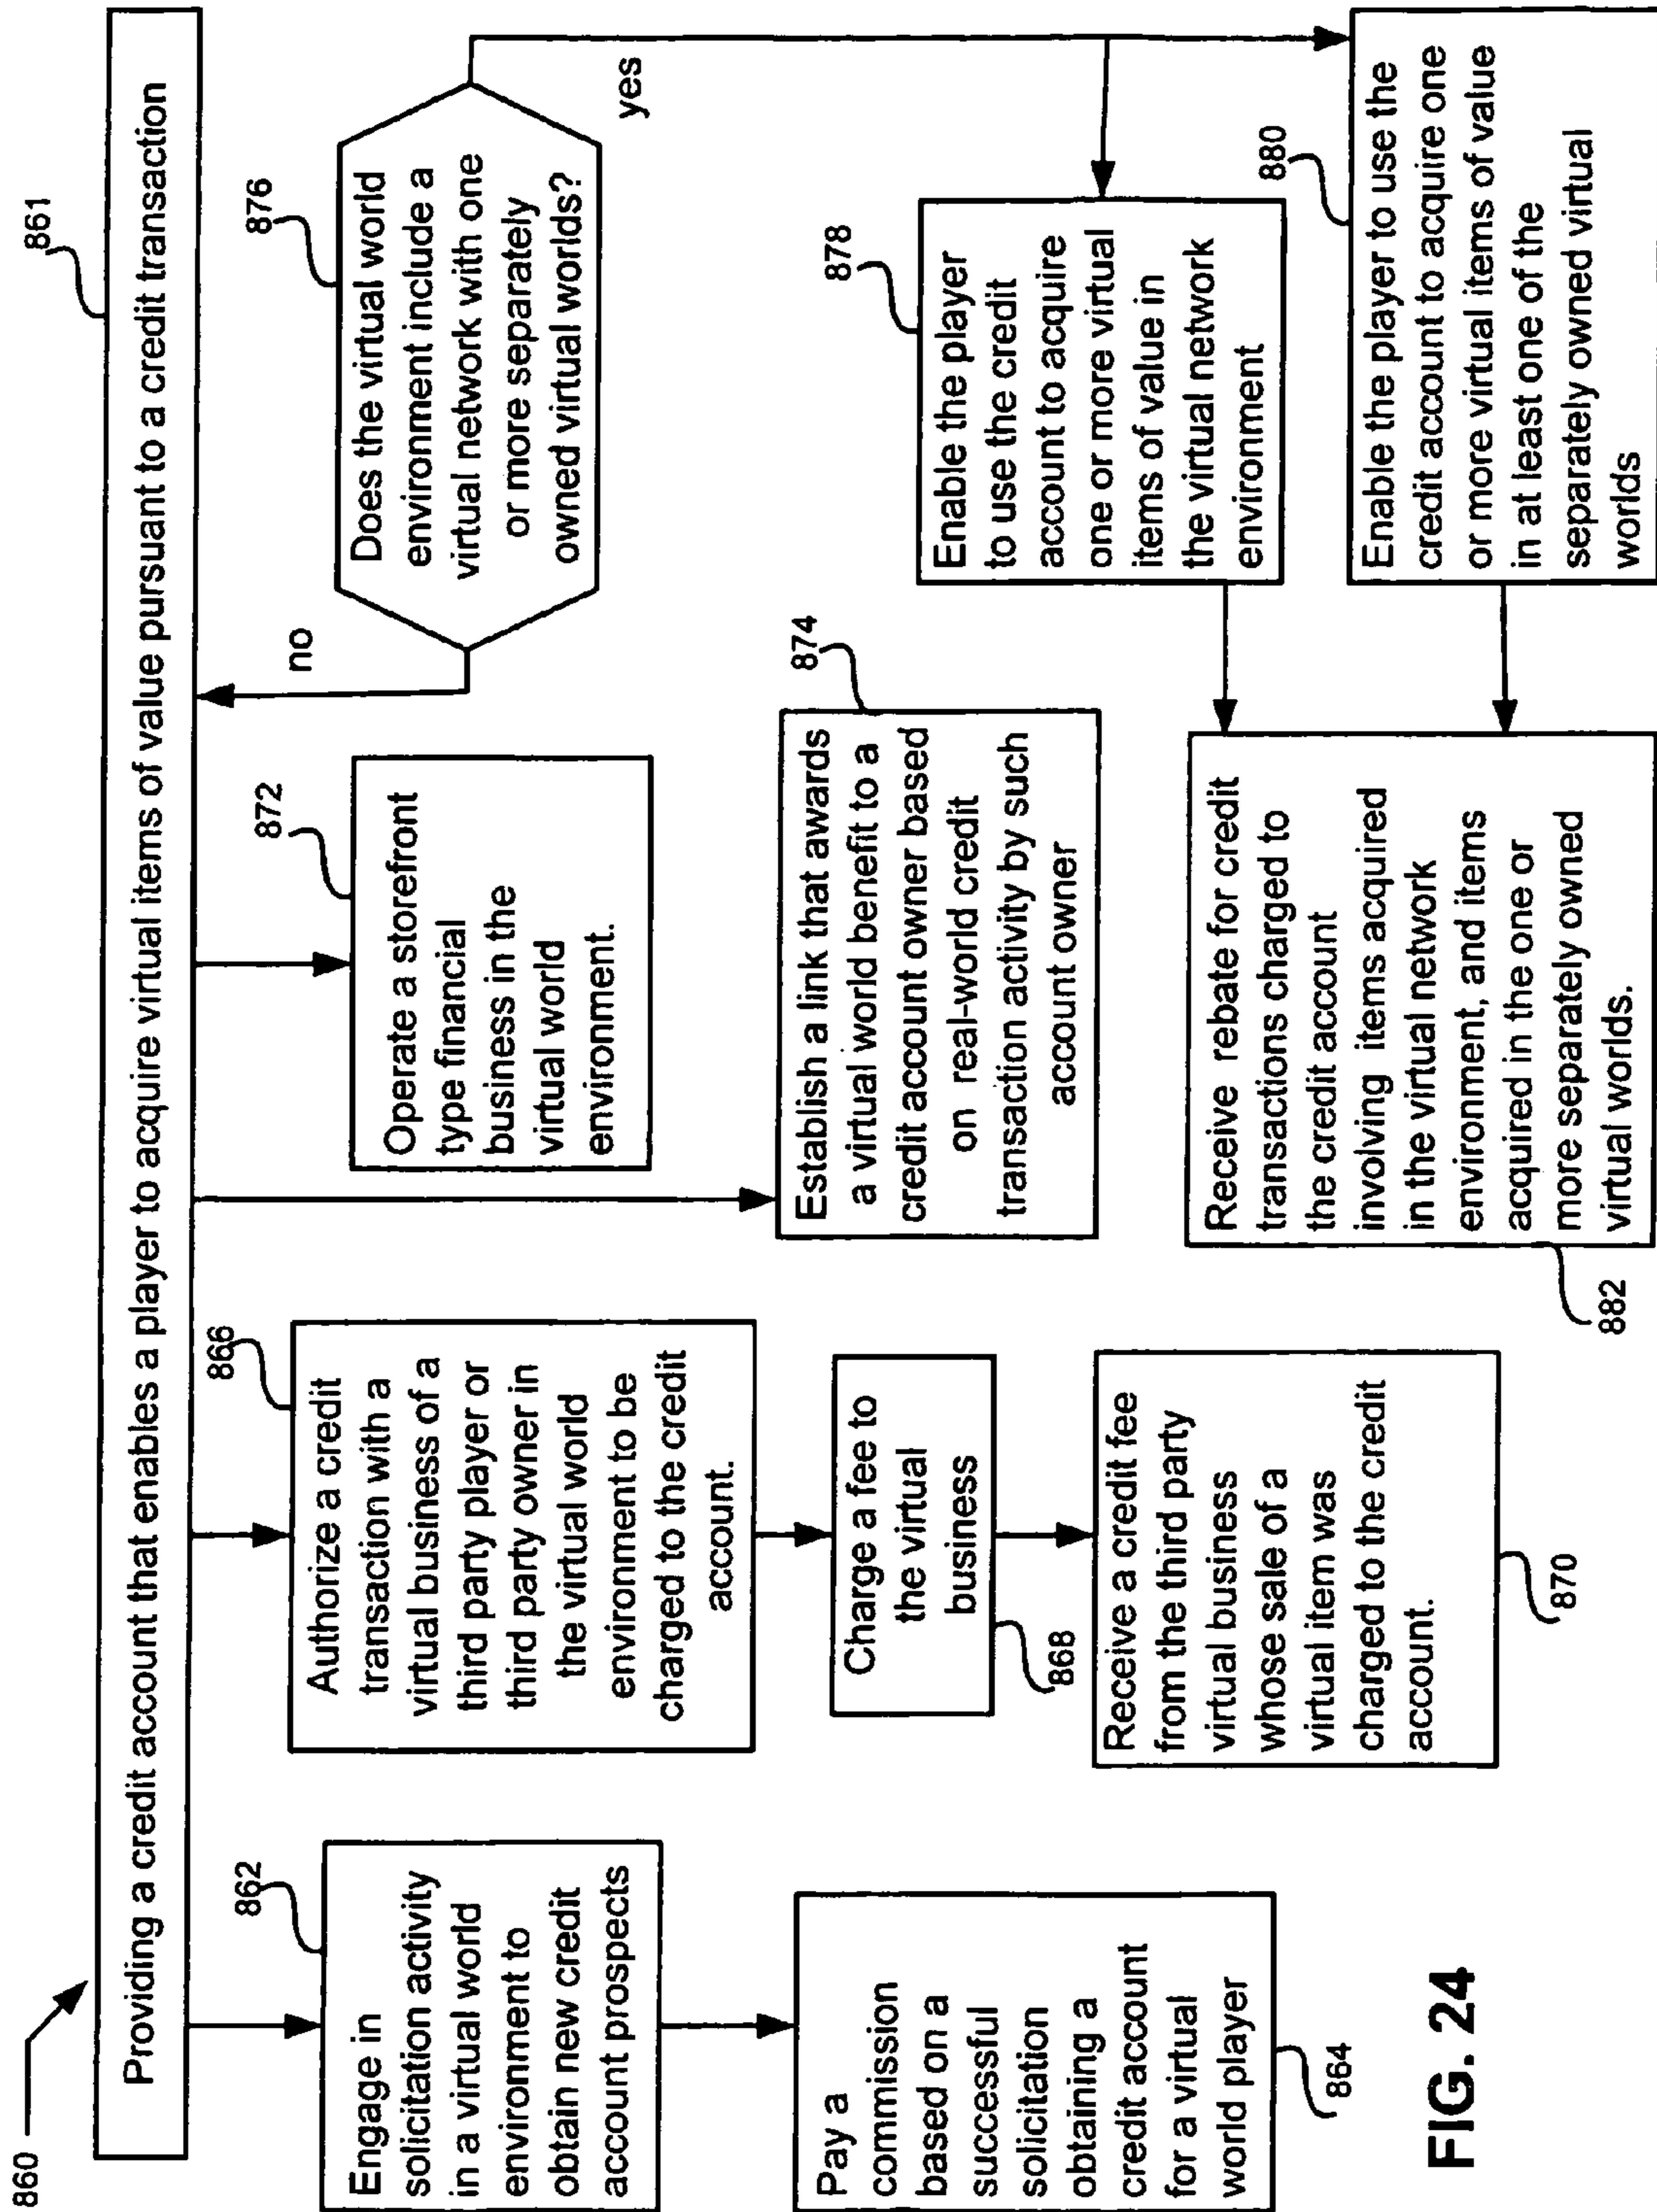 860
861
Providing a credit account that enables a player to acquire virtual items of value pursuant to a credit transaction
862
Engage in
solicitation activity
in a virtual world
environment to
obtain new credit
account prospects
Pay a
commission
based on a
successful
solicitation
obtaining a
credit account
for a virtual
world player
864
866
Authorize a credit
transaction with a
virtual business of a
third party player or
third party owner in
the virtual world
environment to be
charged to the credit
account.
Charge a fee to
the virtual
business
868
Receive a credit fee
from the third party
virtual business
whose sale of a
virtual item was
charged to the credit
account.
870
872
Operate a storefront
type financial
business in the
virtual world
environment.
874
Establish a link that awards
a virtual world benefit to a
credit account owner based
on real-world credit
transaction activity by such
account owner
no
876
Does the virtual world
environment include a
virtual network with one
or more separately
owned virtual worlds?
yes
878
Enable the player
to use the credit
account to acquire
one or more virtual
items of value in
the virtual network
environment
880
Enable the player to use the
credit account to acquire one
or more virtual items of value
in at least one of the
separately owned virtual
worlds
Receive rebate for credit
transactions charged to
the credit account
involving items acquired
in the virtual network
environment, and items
acquired in the one or
more separately owned
virtual worlds.
882
FIG. 24